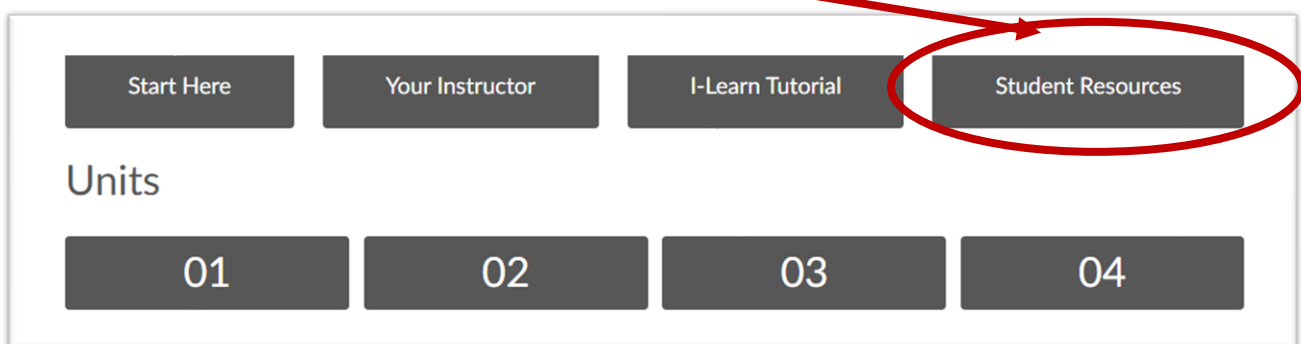 Start Here Your Instructor I-Learn Tutorial Student Resources
Units
01 02 03 04